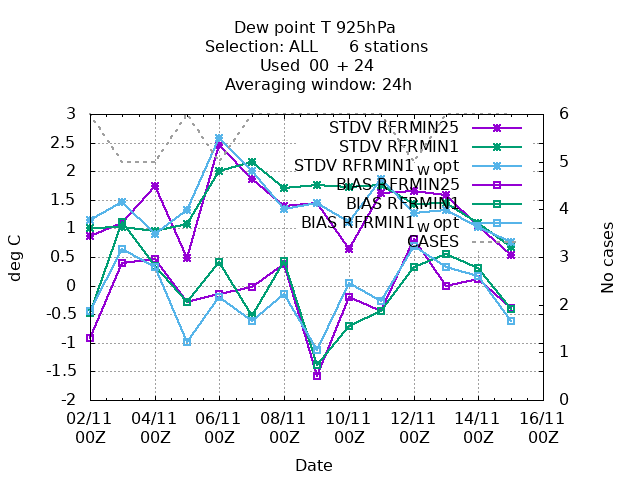 Dew point T 925hPa
Selection: ALL 6 stations
Used 00 + 24
Averaging window: 24h
3
2.5
2
1.5
1
0.5
0
-0.5
-1
-1.5
-2
deg C
6
5
4
3
2
1
0
No cases
STDV RFRMIN25
STDV RFRMIN1
STDV RFRMIN1w opt
BIAS RFRMIN25
BIAS RFRMIN1
BIAS RFRMIN1w opt
CASES
02/11 04/11 06/11 08/11 10/11 12/11 14/11 16/11
00Z 00Z 00Z 00Z 00Z 00Z 00Z 00Z
Date